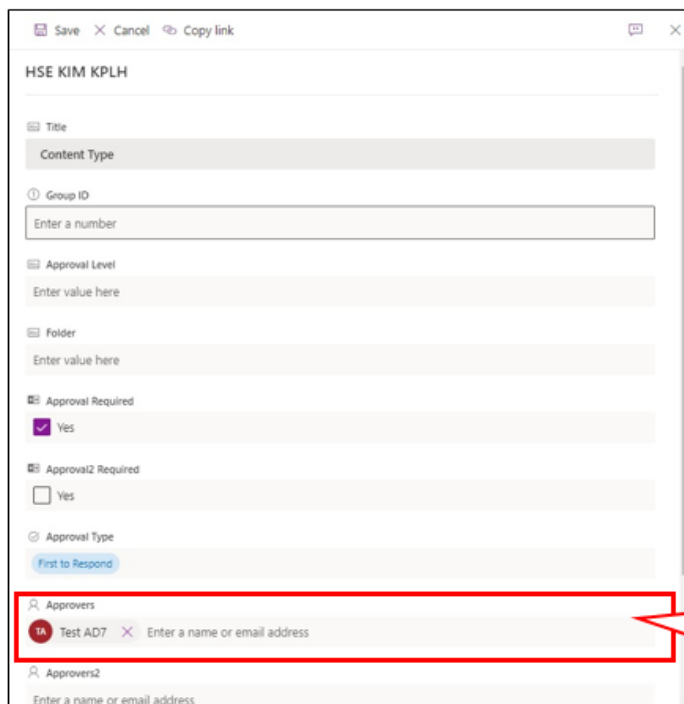 Save Cancel Copy link
HSE KIM KPLH
Title
Content Type
Group ID
Enter a number
Approval Level
Enter value here
Folder
Enter value here
Approval Required
Yes
Approval2 Required
Yes
Approval Type
First to Respond
Approvers
TA Test AD7 Enter a name or email address
Approvers2
Enter a name or email address